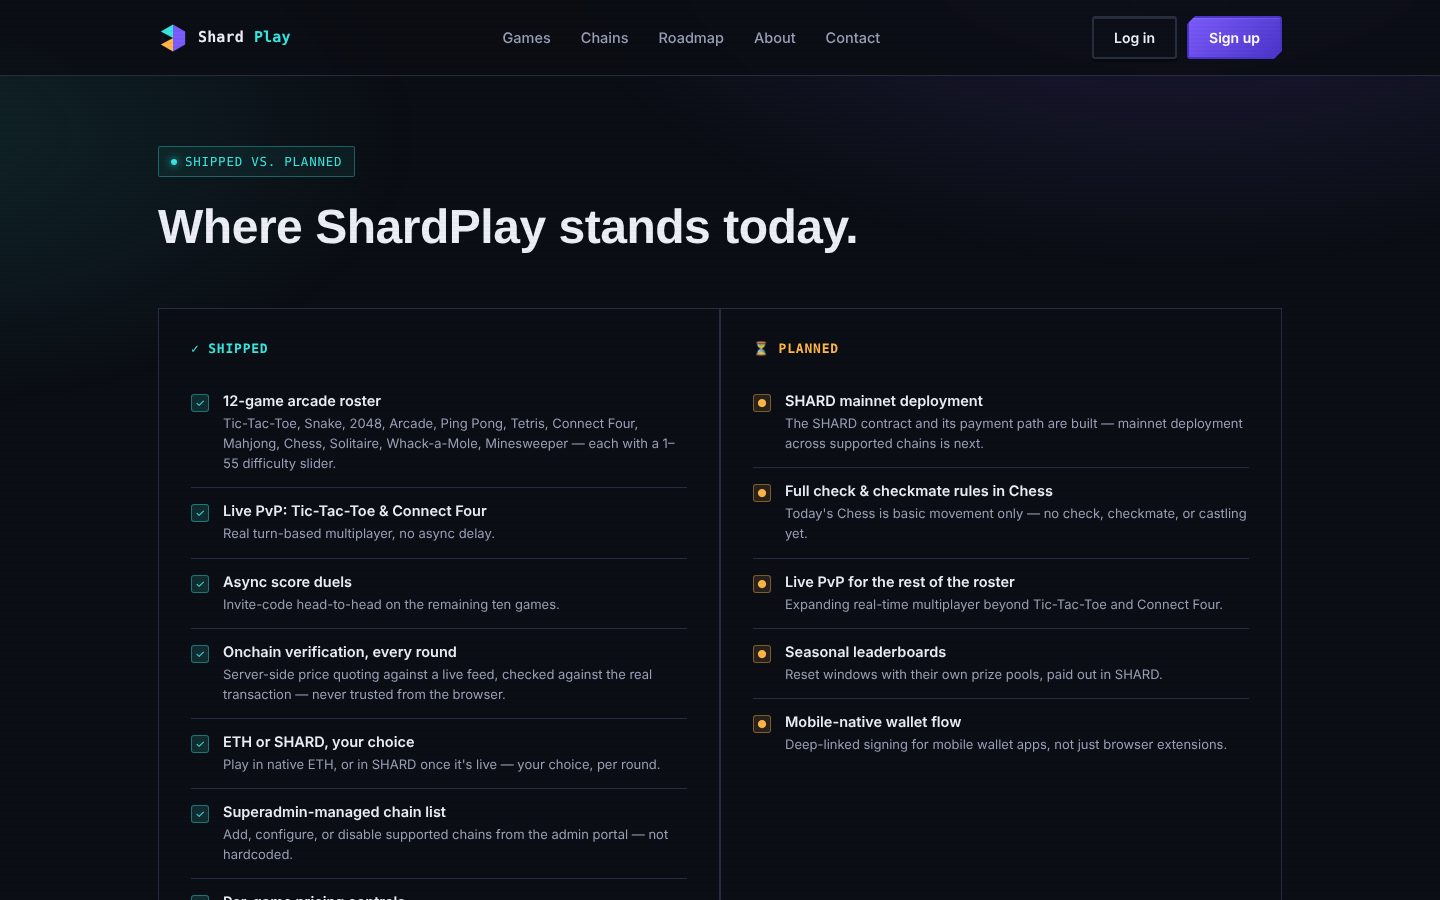 Shard Play
Games
Chains
Roadmap
About
Contact
Log in
Sign up
SHIPPED VS. PLANNED
Where ShardPlay stands today.
✓ SHIPPED
12-game arcade roster
Tic-Tac-Toe, Snake, 2048, Arcade, Ping Pong, Tetris, Connect Four,
Mahjong, Chess, Solitaire, Whack-a-Mole, Minesweeper — each with a 1–
55 difficulty slider.
Live PvP: Tic-Tac-Toe & Connect Four
Real turn-based multiplayer, no async delay.
Async score duels
Invite-code head-to-head on the remaining ten games.
Onchain verification, every round
Server-side price quoting against a live feed, checked against the real
transaction — never trusted from the browser.
ETH or SHARD, your choice
Play in native ETH, or in SHARD once it's live — your choice, per round.
Superadmin-managed chain list
Add, configure, or disable supported chains from the admin portal — not
hardcoded.
Per-game pricing controls
⏳ PLANNED
SHARD mainnet deployment
The SHARD contract and its payment path are built — mainnet deployment
across supported chains is next.
Full check & checkmate rules in Chess
Today's Chess is basic movement only — no check, checkmate, or castling
yet.
Live PvP for the rest of the roster
Expanding real-time multiplayer beyond Tic-Tac-Toe and Connect Four.
Seasonal leaderboards
Reset windows with their own prize pools, paid out in SHARD.
Mobile-native wallet flow
Deep-linked signing for mobile wallet apps, not just browser extensions.